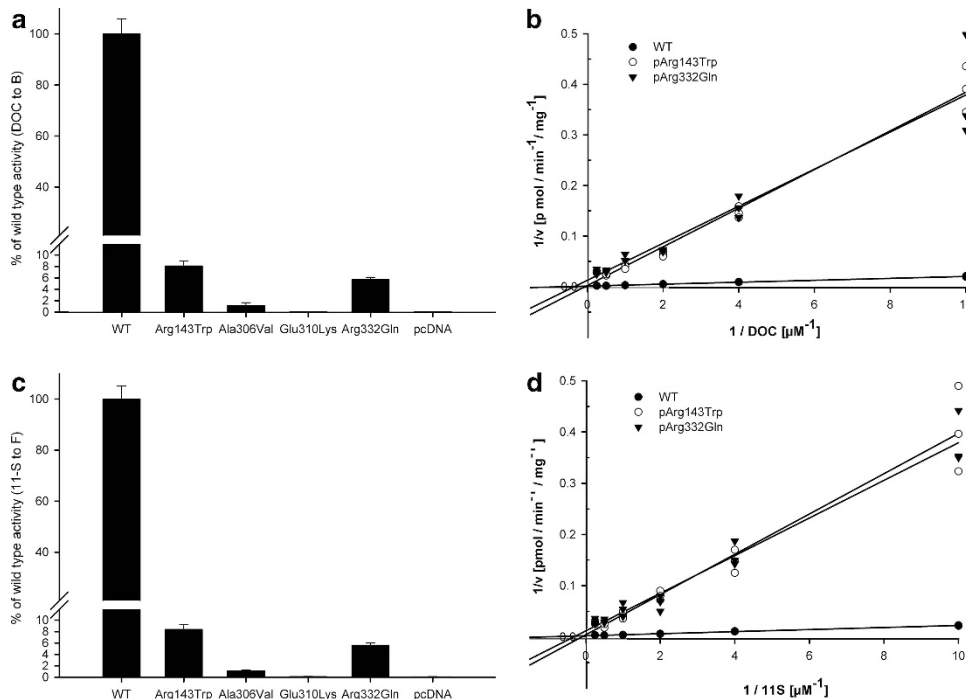 a
% of wild type activity (DOC to B)
100
80
60
40
10
8
6
4
2
0
WT Arg143Trp Ala306Val Glu310Lys Arg332Gln pcDNA
b
WT
pArg143Trp
pArg332Gln
1/v [p mol / min⁻¹/ mg⁻¹]
0.5
0.4
0.3
0.2
0.1
0.0
0 2 4 6 8 10
1 / DOC [µM⁻¹]
c
% of wild type activity (11-S to F)
100
80
60
40
10
8
6
4
2
0
WT Arg143Trp Ala306Val Glu310Lys Arg332Gln pcDNA
d
WT
pArg143Trp
pArg332Gln
1/v [pmol / min⁻¹ / mg⁻¹]
0.5
0.4
0.3
0.2
0.1
0.0
0 2 4 6 8 10
1 / 11S [µM⁻¹]